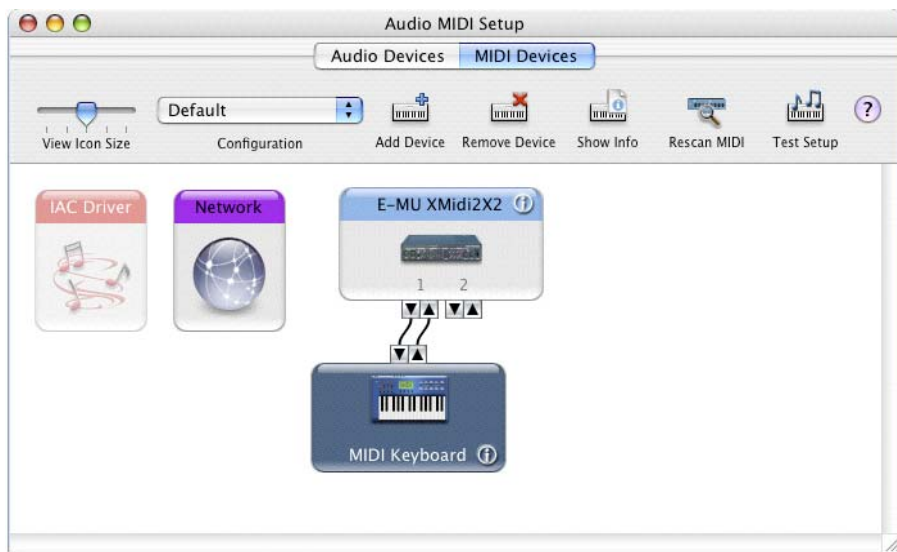 Audio MIDI Setup
Audio Devices MIDI Devices
Default
View Icon Size Configuration Add Device Remove Device Show Info Rescan MIDI Test Setup ?
IAC Driver Network E-MU XMidi2X2 i
1 2
MIDI Keyboard i